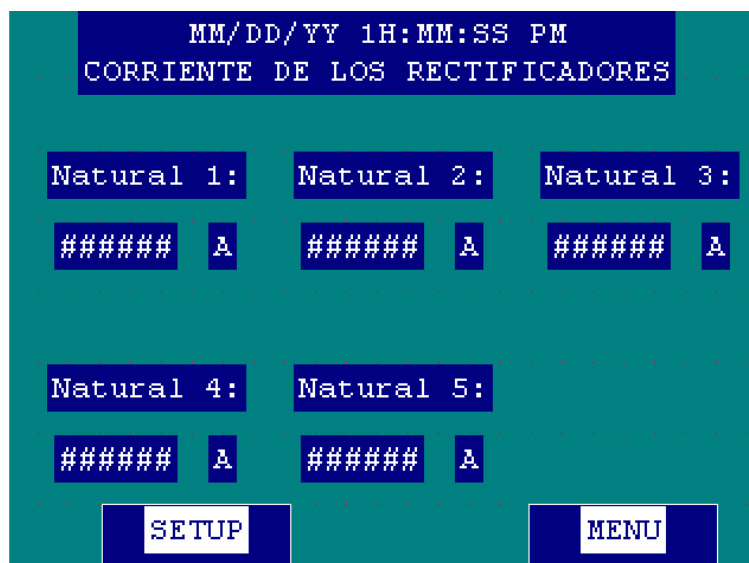 MM/DD/YY 1H:MM:SS PM
CORRIENTE DE LOS RECTIFICADORES
Natural 1: Natural 2: Natural 3:
###### A ###### A ###### A
Natural 4: Natural 5:
###### A ###### A
SETUP MENU